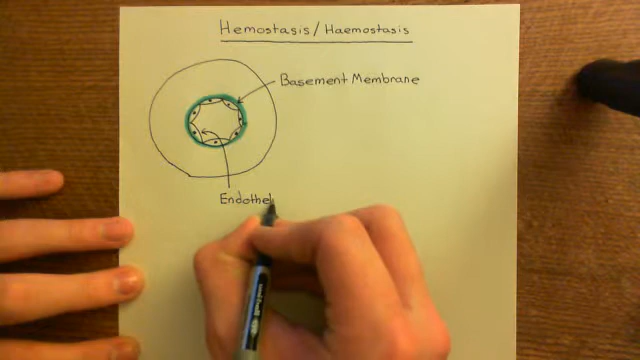 Hemostasis/Haemostasis
Basement Membrane
Endothel